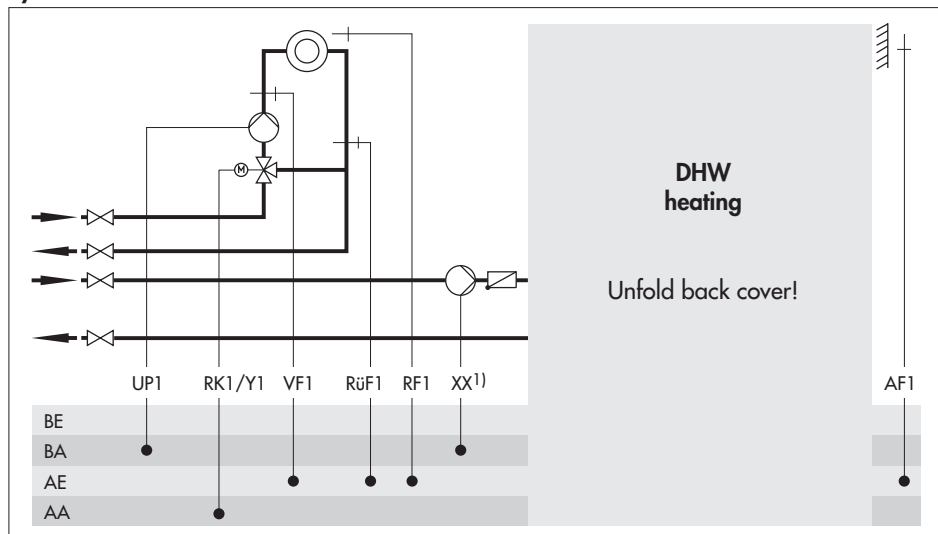 DHW
heating
Unfold back cover!
M
UP1 RK1/Y1 VF1 RüF1 RF1 XX1) AF1
BE
BA
AE
AA